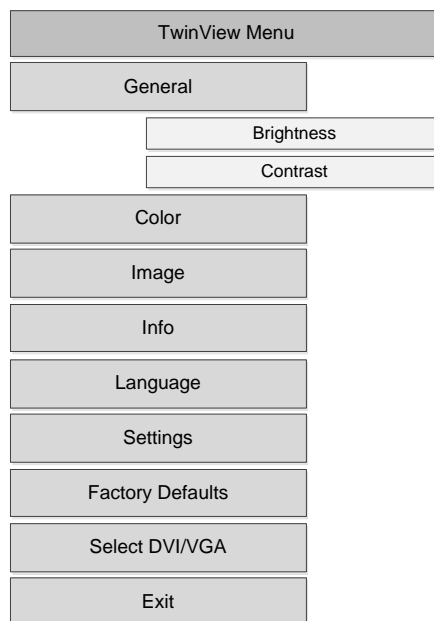 TwinView Menu
General
Brightness
Contrast
Color
Image
Info
Language
Settings
Factory Defaults
Select DVI/VGA
Exit